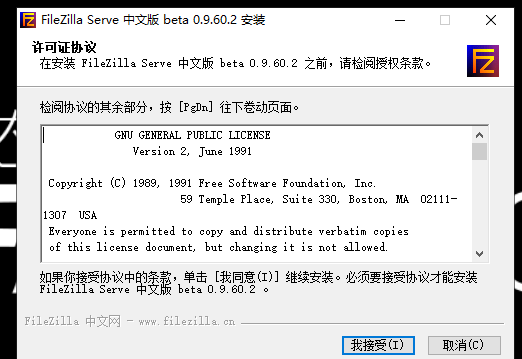 FileZilla Serve 中文版 beta 0.9.60.2 安装
许可证协议
在安装 FileZilla Serve 中文版 beta 0.9.60.2 之前，请检阅授权条款。
检阅协议的其余部分，按 [PgDn] 往下卷动页面。
GNU GENERAL PUBLIC LICENSE
Version 2, June 1991
Copyright (C) 1989, 1991 Free Software Foundation, Inc.
59 Temple Place, Suite 330, Boston, MA  02111-
1307  USA
Everyone is permitted to copy and distribute verbatim copies
of this license document, but changing it is not allowed.
如果你接受协议中的条款，单击 [我同意(I)] 继续安装。必须要接受协议才能安装
FileZilla Serve 中文版 beta 0.9.60.2 。
FileZilla 中文网 - www.filezilla.cn
我接受(I)
取消(C)